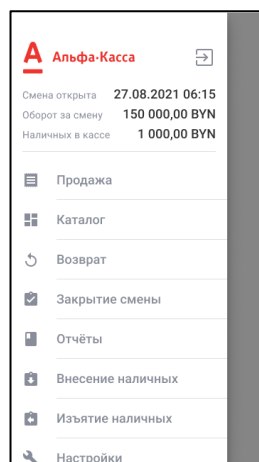 Альфа·Касса
Смена открыта 27.08.2021 06:15
Оборот за смену 150 000,00 BYN
Наличных в кассе 1 000,00 BYN
Продажа
Каталог
Возврат
Закрытие смены
Отчёты
Внесение наличных
Изъятие наличных
Настройки